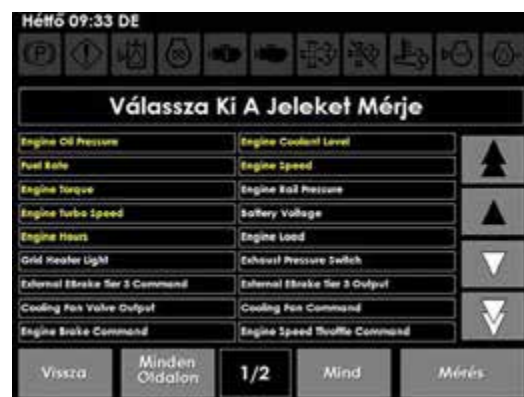 Hétfő 09:33 DE
Válassza Ki A Jeleket Mérje
Engine Oil Pressure
Engine Coolant Level
Fuel Rate
Engine Speed
Engine Torque
Engine Rail Pressure
Engine Turbo Speed
Battery Voltage
Engine Hours
Engine Load
Grid Heater Light
Exhaust Pressure Switch
External EBrake Tier 3 Command
External EBrake Tier 3 Output
Cooling Fan Valve Output
Cooling Fan Command
Engine Brake Command
Engine Speed Throttle Command
Vissza
Minden Oldalon
1/2
Mind
Mérés